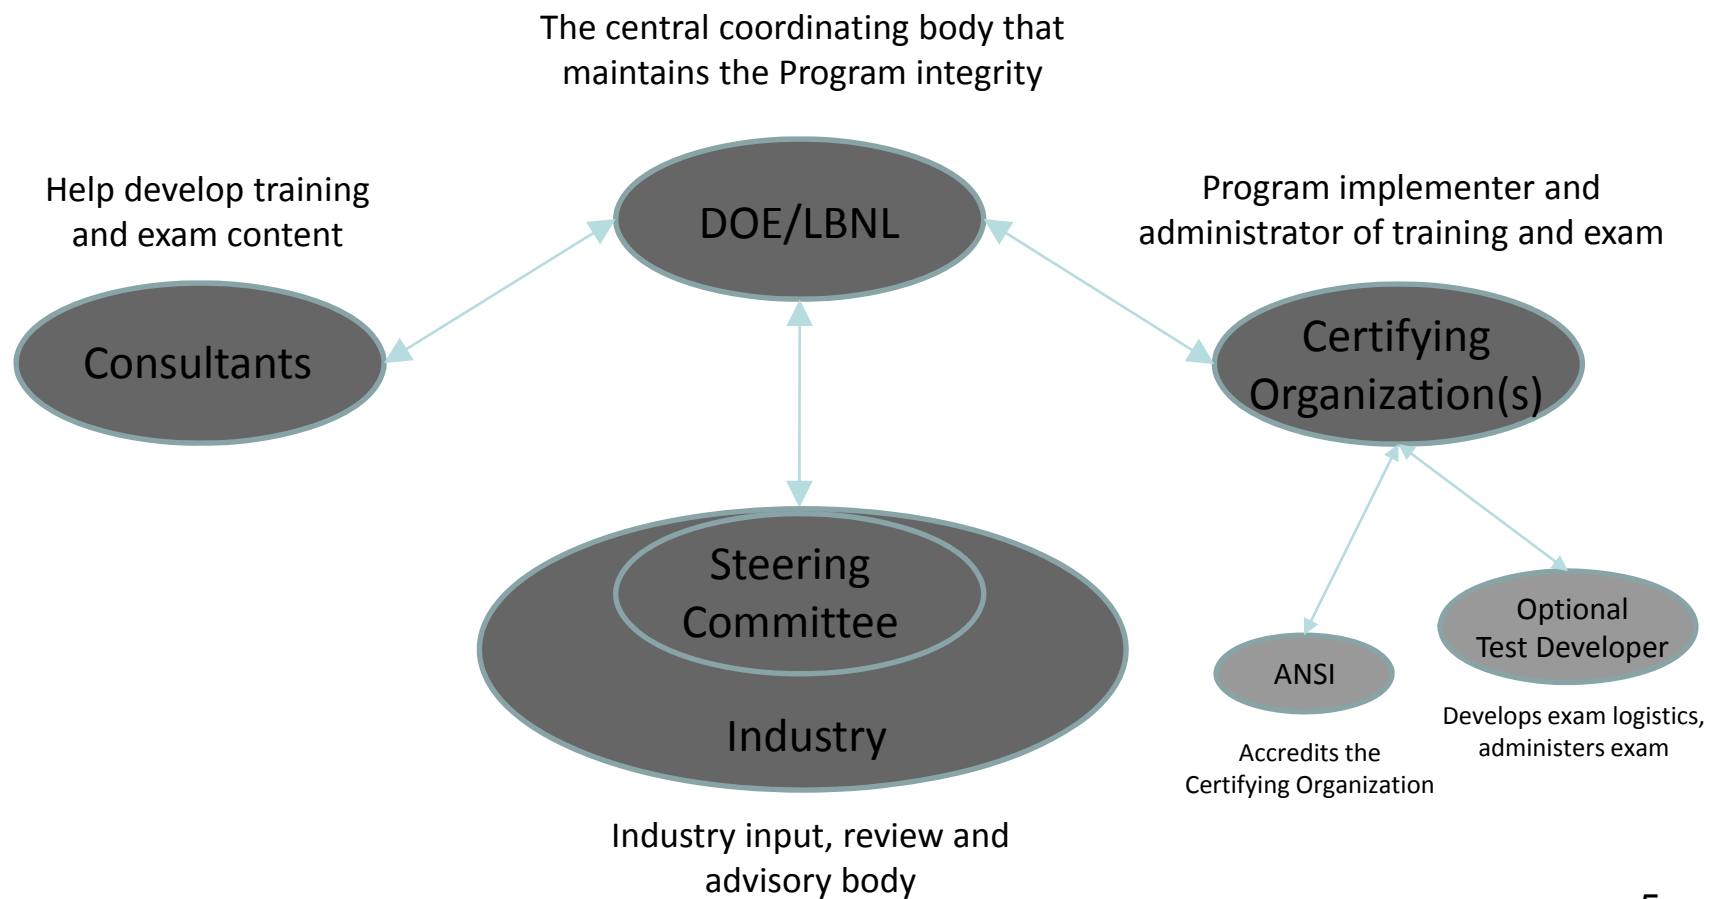 The central coordinating body that
maintains the Program integrity
Help develop training
and exam content
DOE/LBNL
Program implementer and
administrator of training and exam
Consultants
Certifying
Organization(s)
Steering
Committee
Industry
Optional
Test Developer
ANSI
Develops exam logistics,
administers exam
Accredits the
Certifying Organization
Industry input, review and
advisory body
5